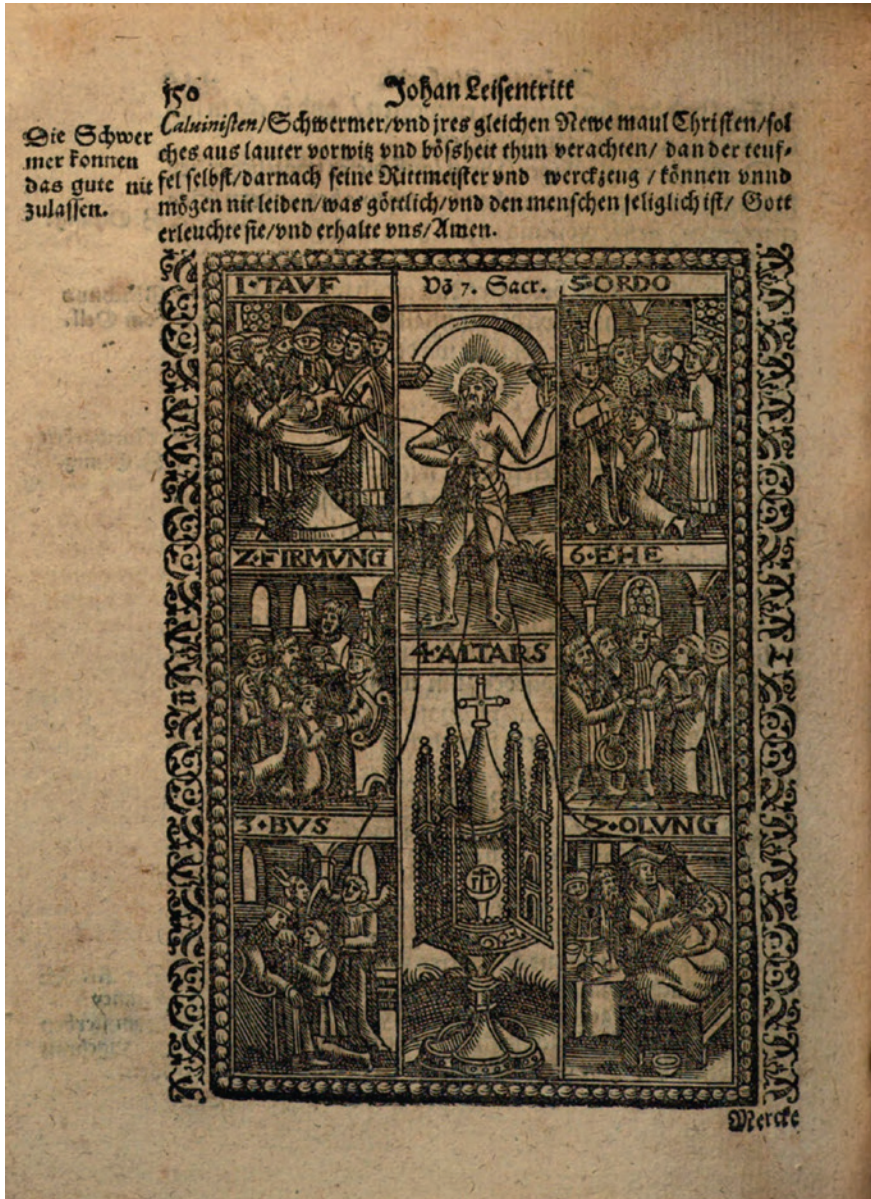 150
Johan Leisentritt
Die Schwer
mer konnen
das gute nit
zulassen.
Caluinisten/Schwermer/vnd jres gleichen Newe maul Christen/sol
ches aus lauter vorwitz vnd bössheit thun verachten/ dan der teuf-
fel selbst/darnach seine Rittmeister vnd werckzeug/können vnnd
mögen nit leiden/was göttlich/vnd den menschen seliglich ist/ Gott
erleuchte sie/vnd erhalte vns/Amen.
1·TAVF
Vō 7. Sacr.
5·ORDO
2·FIRMVNG
6·EHE
4·ALTARS
3·BVS
7·OLVNG
Mercke